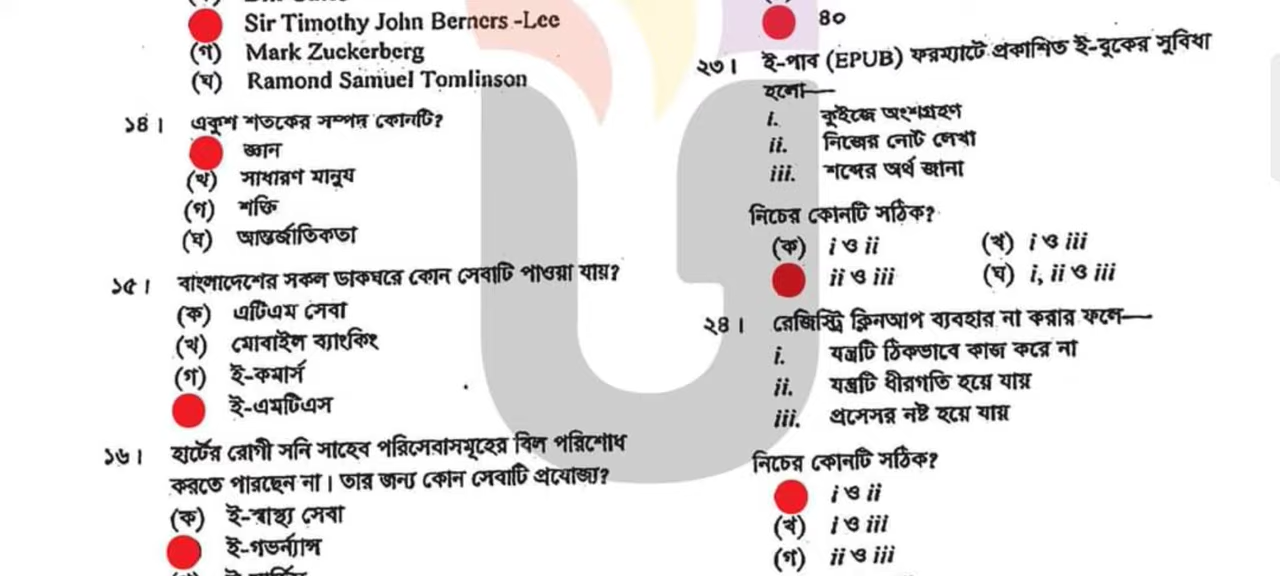 Sir Timothy John Berners -Lee
(গ) Mark Zuckerberg
(ঘ) Ramond Samuel Tomlinson
১৪। একুশ শতকের সম্পদ কোনটি?
জ্ঞান
(খ) সাধারণ মানুষ
(গ) শক্তি
(ঘ) আন্তর্জাতিকতা
১৫। বাংলাদেশের সকল ডাকঘরে কোন সেবাটি পাওয়া যায়?
(ক) এটিএম সেবা
(খ) মোবাইল ব্যাংকিং
(গ) ই-কমার্স
ই-এমটিএস
১৬। হার্টের রোগী সনি সাহেব পরিসেবাসমূহের বিল পরিশোধ
করতে পারছেন না। তার জন্য কোন সেবাটি প্রযোজ্য?
(ক) ই-স্বাস্থ্য সেবা
ই-গভর্ন্যান্স
৪০
২৩। ই-পাব (EPUB) ফরম্যাটে প্রকাশিত ই-বুকের সুবিধা
হলো—
i. কুইজে অংশগ্রহণ
ii. নিজের নোট লেখা
iii. শব্দের অর্থ জানা
নিচের কোনটি সঠিক?
(ক) i ও ii (খ) i ও iii
ii ও iii (ঘ) i, ii ও iii
২৪। রেজিস্ট্রি ক্লিনআপ ব্যবহার না করার ফলে—
i. যন্ত্রটি ঠিকভাবে কাজ করে না
ii. যন্ত্রটি ধীরগতি হয়ে যায়
iii. প্রসেসর নষ্ট হয়ে যায়
নিচের কোনটি সঠিক?
i ও ii
(খ) i ও iii
(গ) ii ও iii